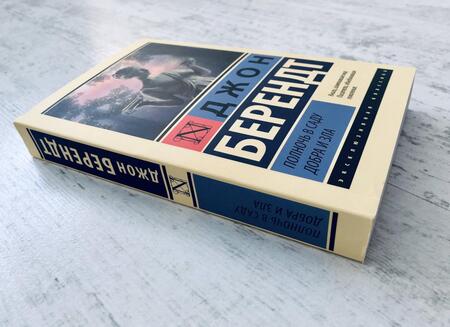 ДЖОН
БЕРЕНДТ
ПОЛНОЧЬ В САДУ
ДОБРА И ЗЛА
ЭКСКЛЮЗИВНАЯ КЛАССИКА
ДЖОН БЕРЕНДТ
N
ПОЛНОЧЬ В САДУ
ДОБРА И ЗЛА